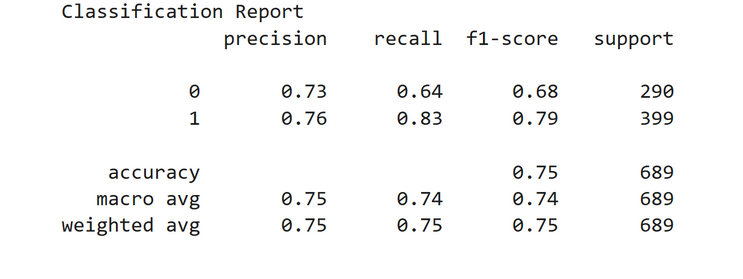 Classification Report
precision recall f1-score support
0 0.73 0.64 0.68 290
1 0.76 0.83 0.79 399
accuracy 0.75 689
macro avg 0.75 0.74 0.74 689
weighted avg 0.75 0.75 0.75 689